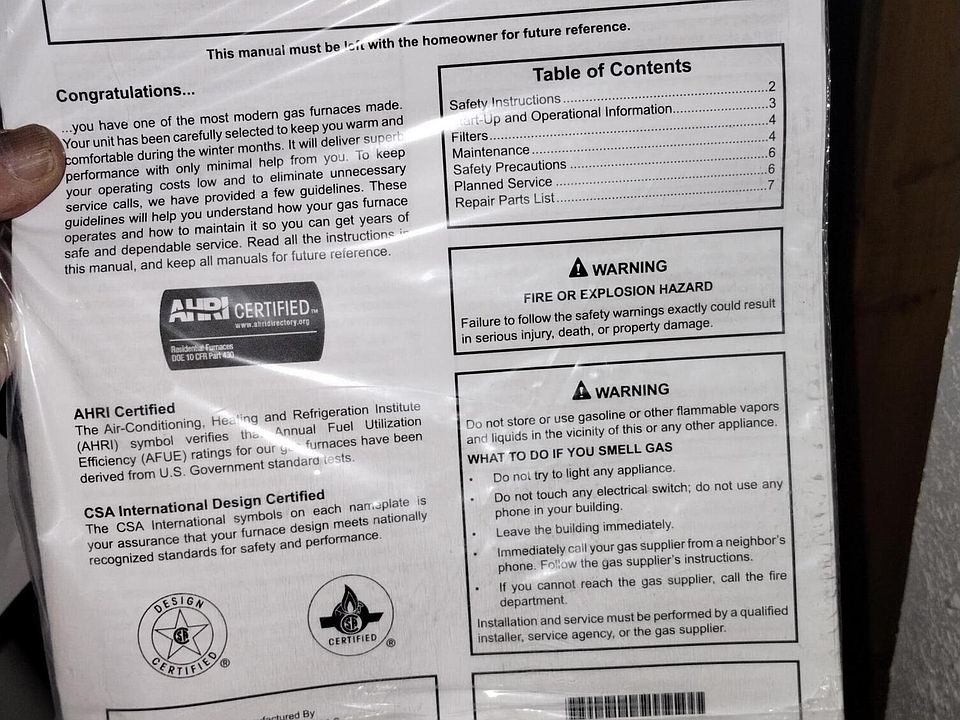 This manual must be left with the homeowner for future reference.
Congratulations...
...you have one of the most modern gas furnaces made.
Your unit has been carefully selected to keep you warm and
comfortable during the winter months. It will deliver superb
performance with only minimal help from you. To keep
your operating costs low and to eliminate unnecessary
service calls, we have provided a few guidelines. These
guidelines will help you understand how your gas furnace
operates and how to maintain it so you can get years of
safe and dependable service. Read all the instructions in
this manual, and keep all manuals for future reference.
AHRI CERTIFIED™
www.ahridirectory.org
Residential Furnaces
DOE 10 CFR Part 430
AHRI Certified
The Air-Conditioning, Heating and Refrigeration Institute
(AHRI) symbol verifies that Annual Fuel Utilization
Efficiency (AFUE) ratings for our gas furnaces have been
derived from U.S. Government standard tests.
CSA International Design Certified
The CSA International symbols on each nameplate is
your assurance that your furnace design meets nationally
recognized standards for safety and performance.
DESIGN
CERTIFIED ®
CERTIFIED ®
Manufactured By
Table of Contents
Safety Instructions 2
Start-Up and Operational Information 3
Filters 4
Maintenance 4
Safety Precautions 6
Planned Service 6
Repair Parts List 7
WARNING
FIRE OR EXPLOSION HAZARD
Failure to follow the safety warnings exactly could result
in serious injury, death, or property damage.
WARNING
Do not store or use gasoline or other flammable vapors
and liquids in the vicinity of this or any other appliance.
WHAT TO DO IF YOU SMELL GAS
• Do not try to light any appliance.
• Do not touch any electrical switch; do not use any
phone in your building.
• Leave the building immediately.
• Immediately call your gas supplier from a neighbor's
phone. Follow the gas supplier's instructions.
• If you cannot reach the gas supplier, call the fire
department.
Installation and service must be performed by a qualified
installer, service agency, or the gas supplier.